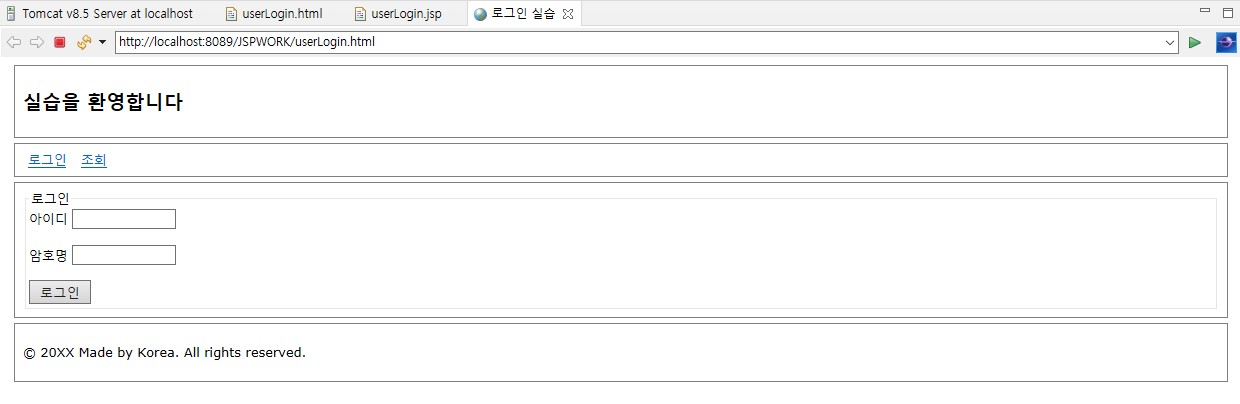 Tomcat v8.5 Server at localhost userLogin.html userLogin.jsp 로그인 실습
http://localhost:8089/JSPWORK/userLogin.html
실습을 환영합니다
로그인 조회
로그인
아이디
암호명
로그인
© 20XX Made by Korea. All rights reserved.